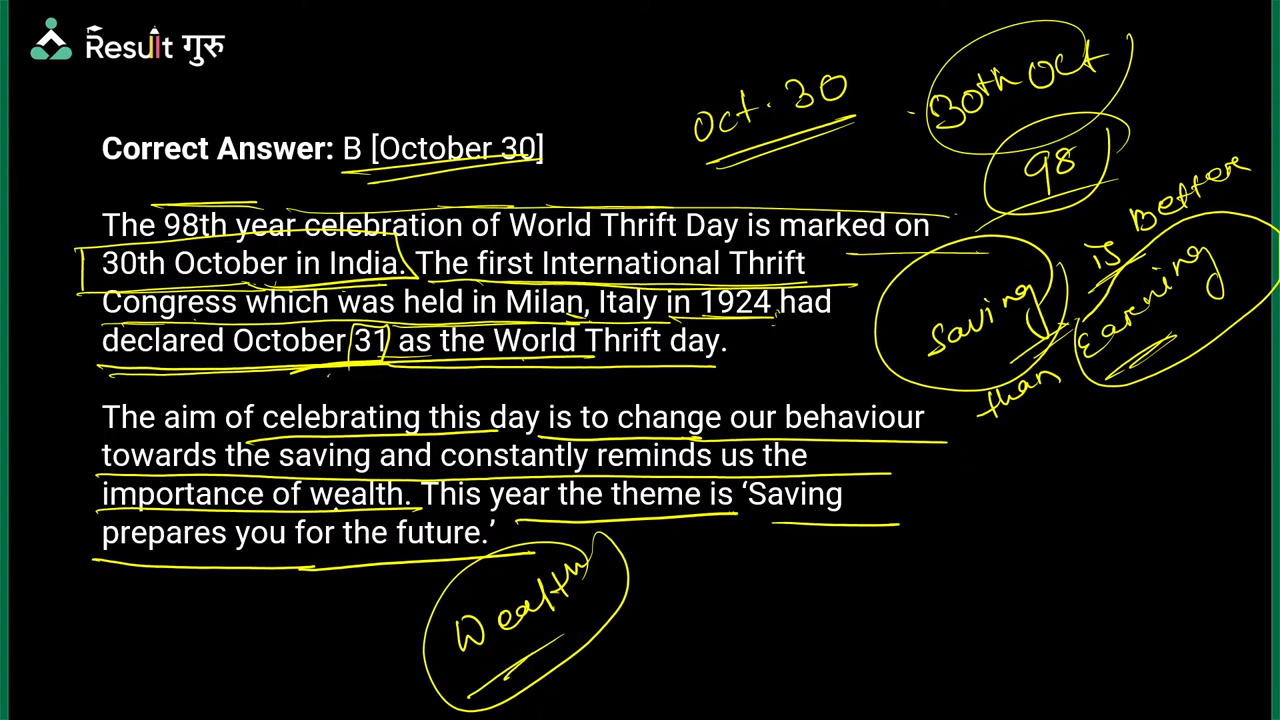 Result गुरु
Oct. 30
30th Oct
98
Correct Answer: B [October 30]
The 98th year celebration of World Thrift Day is marked on
30th October in India. The first International Thrift
Congress which was held in Milan, Italy in 1924 had
declared October 31 as the World Thrift day.
Saving
is Better
than
Earning
The aim of celebrating this day is to change our behaviour
towards the saving and constantly reminds us the
importance of wealth. This year the theme is ‘Saving
prepares you for the future.’
Wealth